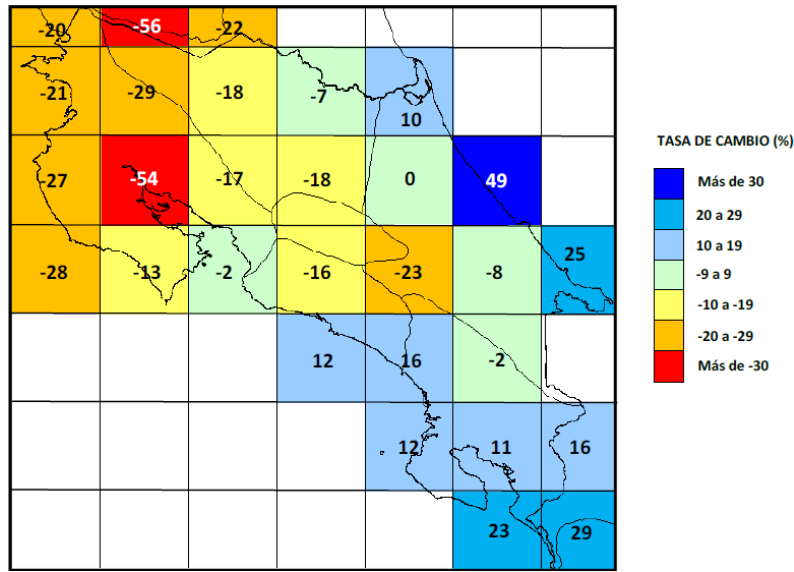 -20 -56 -22
-21 -29 -18 -7 10
-27 -54 -17 -18 0 49
-28 -13 -2 -16 -23 -8 25
12 16 -2
12 11 16
23 29
TASA DE CAMBIO (%)
Más de 30
20 a 29
10 a 19
-9 a 9
-10 a -19
-20 a -29
Más de -30